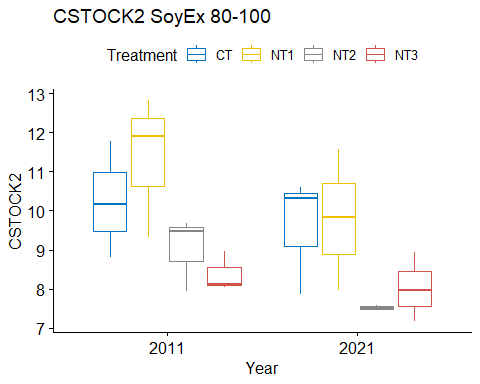 CSTOCK2 SoyEx 80-100
Treatment CT NT1 NT2 NT3
13
12
11
10
9
8
7
CSTOCK2
2011 2021
Year